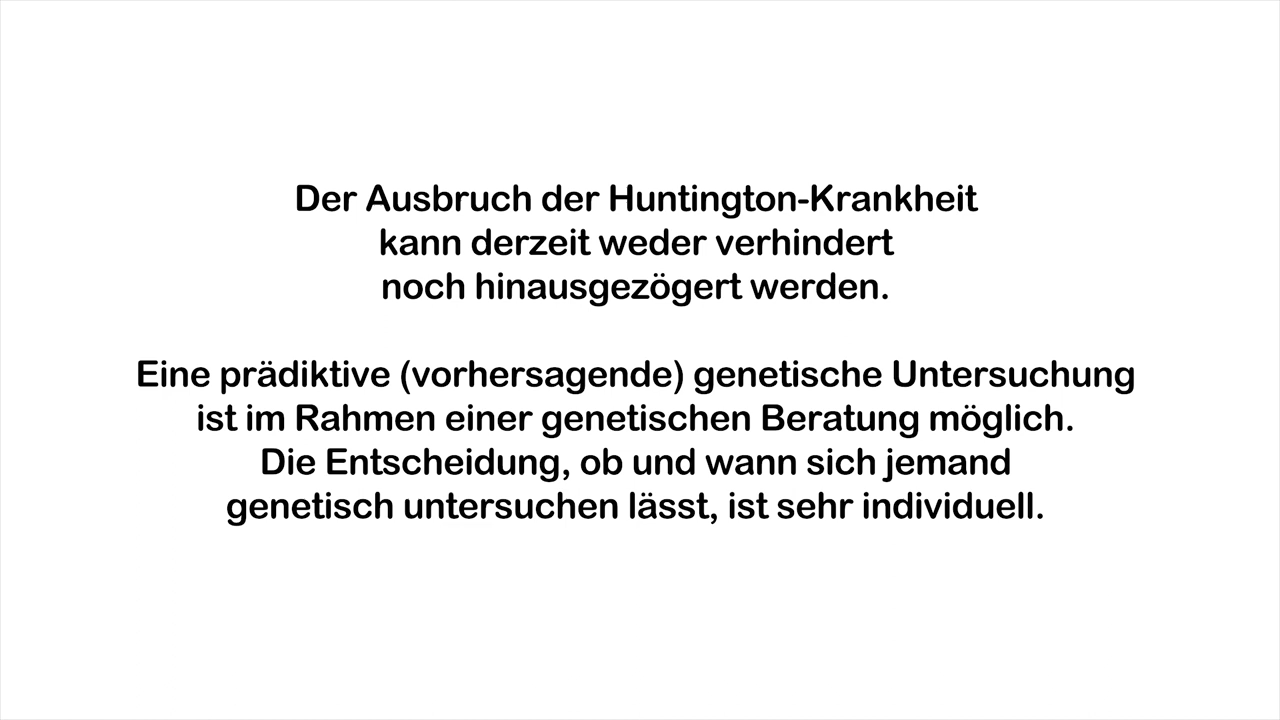 Der Ausbruch der Huntington-Krankheit
kann derzeit weder verhindert
noch hinausgezögert werden.
Eine prädiktive (vorhersagende) genetische Untersuchung
ist im Rahmen einer genetischen Beratung möglich.
Die Entscheidung, ob und wann sich jemand
genetisch untersuchen lässt, ist sehr individuell.